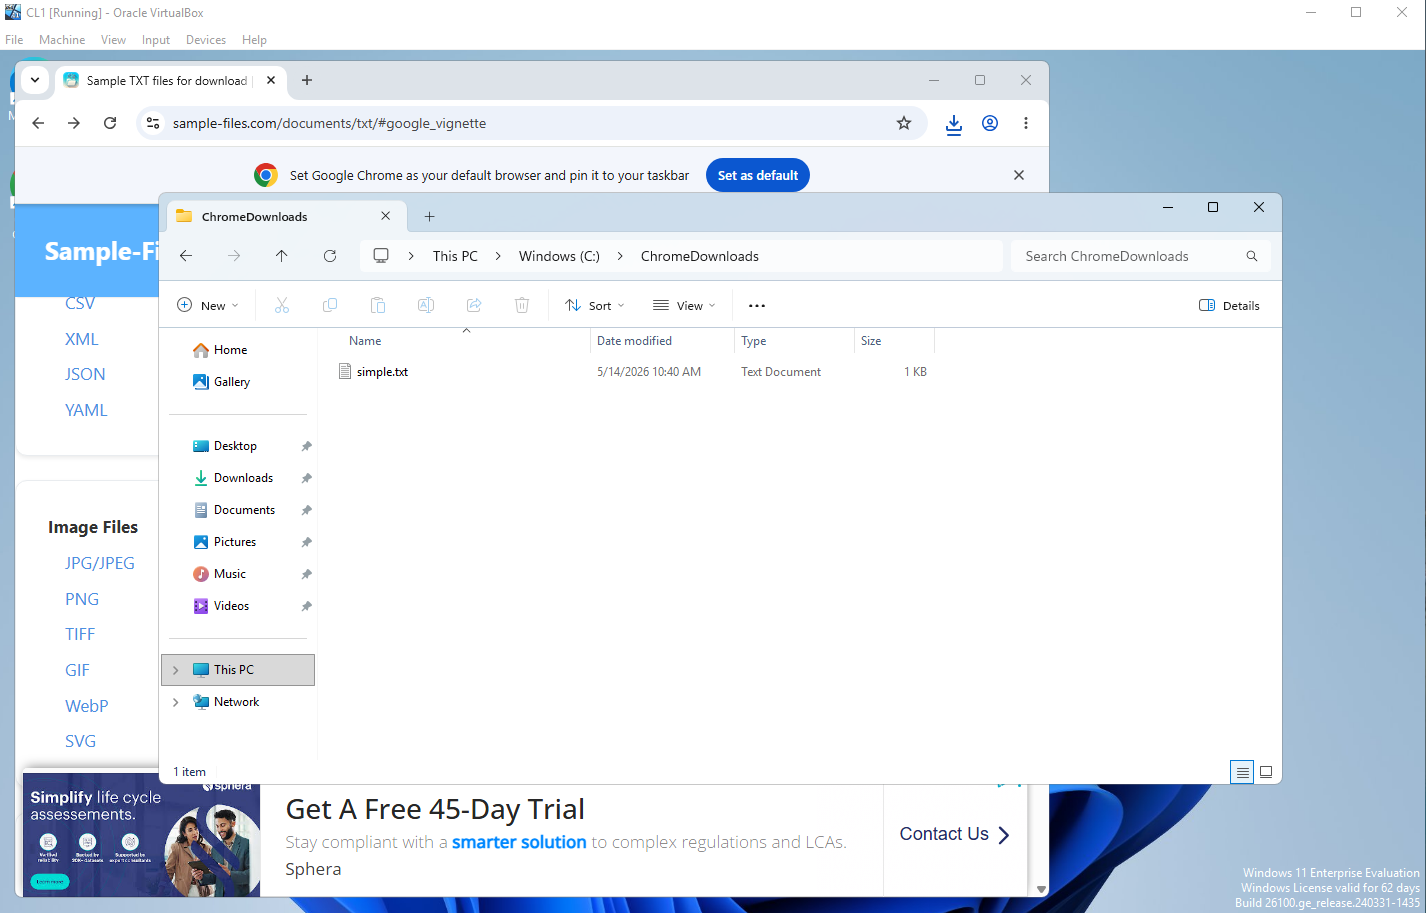 CL1 [Running] - Oracle VirtualBox
File Machine View Input Devices Help
Sample TXT files for download
sample-files.com/documents/txt/#google_vignette
Set Google Chrome as your default browser and pin it to your taskbar
Set as default
Sample-Fi
CSV
XML
JSON
YAML
Image Files
JPG/JPEG
PNG
TIFF
GIF
WebP
SVG
ChromeDownloads
This PC > Windows (C:) > ChromeDownloads
Search ChromeDownloads
New
Sort
View
Details
Home
Gallery
Desktop
Downloads
Documents
Pictures
Music
Videos
This PC
Network
Name Date modified Type Size
simple.txt 5/14/2026 10:40 AM Text Document 1 KB
1 item
sphera
Simplify life cycle
assessments.
Learn more
Get A Free 45-Day Trial
Stay compliant with a smarter solution to complex regulations and LCAs.
Sphera
Contact Us
Windows 11 Enterprise Evaluation
Windows License valid for 62 days
Build 26100.ge_release.240331-1435